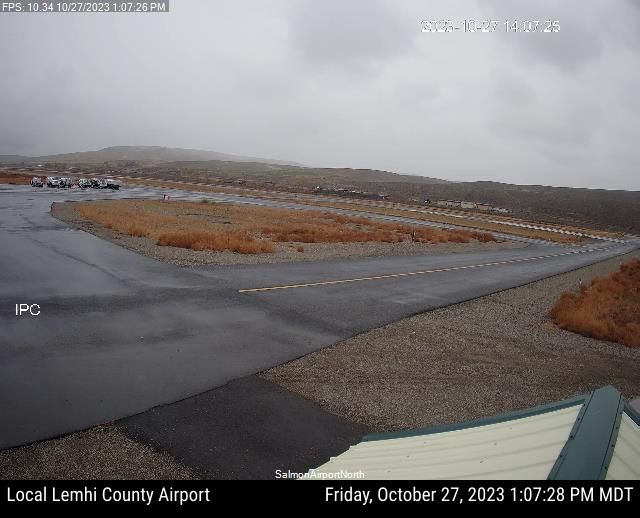 FPS: 10.34 10/27/2023 1:07:26 PM
2023-10-27 14:07:25
IPC
SalmonAirportNorth
Local Lemhi County Airport
Friday, October 27, 2023 1:07:28 PM MDT